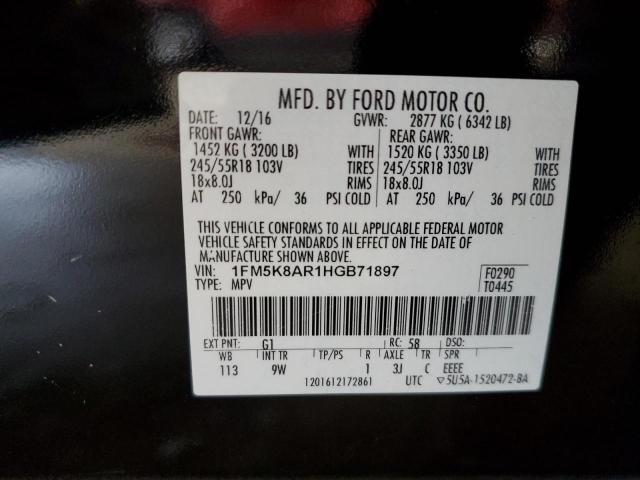 MFD. BY FORD MOTOR CO.
DATE: 12/16 GVWR: 2877 KG ( 6342 LB)
FRONT GAWR: REAR GAWR:
1452 KG ( 3200 LB) WITH 1520 KG ( 3350 LB) WITH
245/55R18 103V TIRES 245/55R18 103V TIRES
18x8.0J RIMS 18x8.0J RIMS
AT 250 kPa/ 36 PSI COLD AT 250 kPa/ 36 PSI COLD
THIS VEHICLE CONFORMS TO ALL APPLICABLE FEDERAL MOTOR
VEHICLE SAFETY STANDARDS IN EFFECT ON THE DATE OF
MANUFACTURE SHOWN ABOVE.
VIN: 1FM5K8AR1HGB71897 F0290
TYPE: MPV T0445
EXT PNT: G1 RC: 58 DSO:
WB INT TR TP/PS R AXLE TR SPR
113 9W 1 3J C EEEE
1201612172861 UTC ▽5U5A-1520472-BA